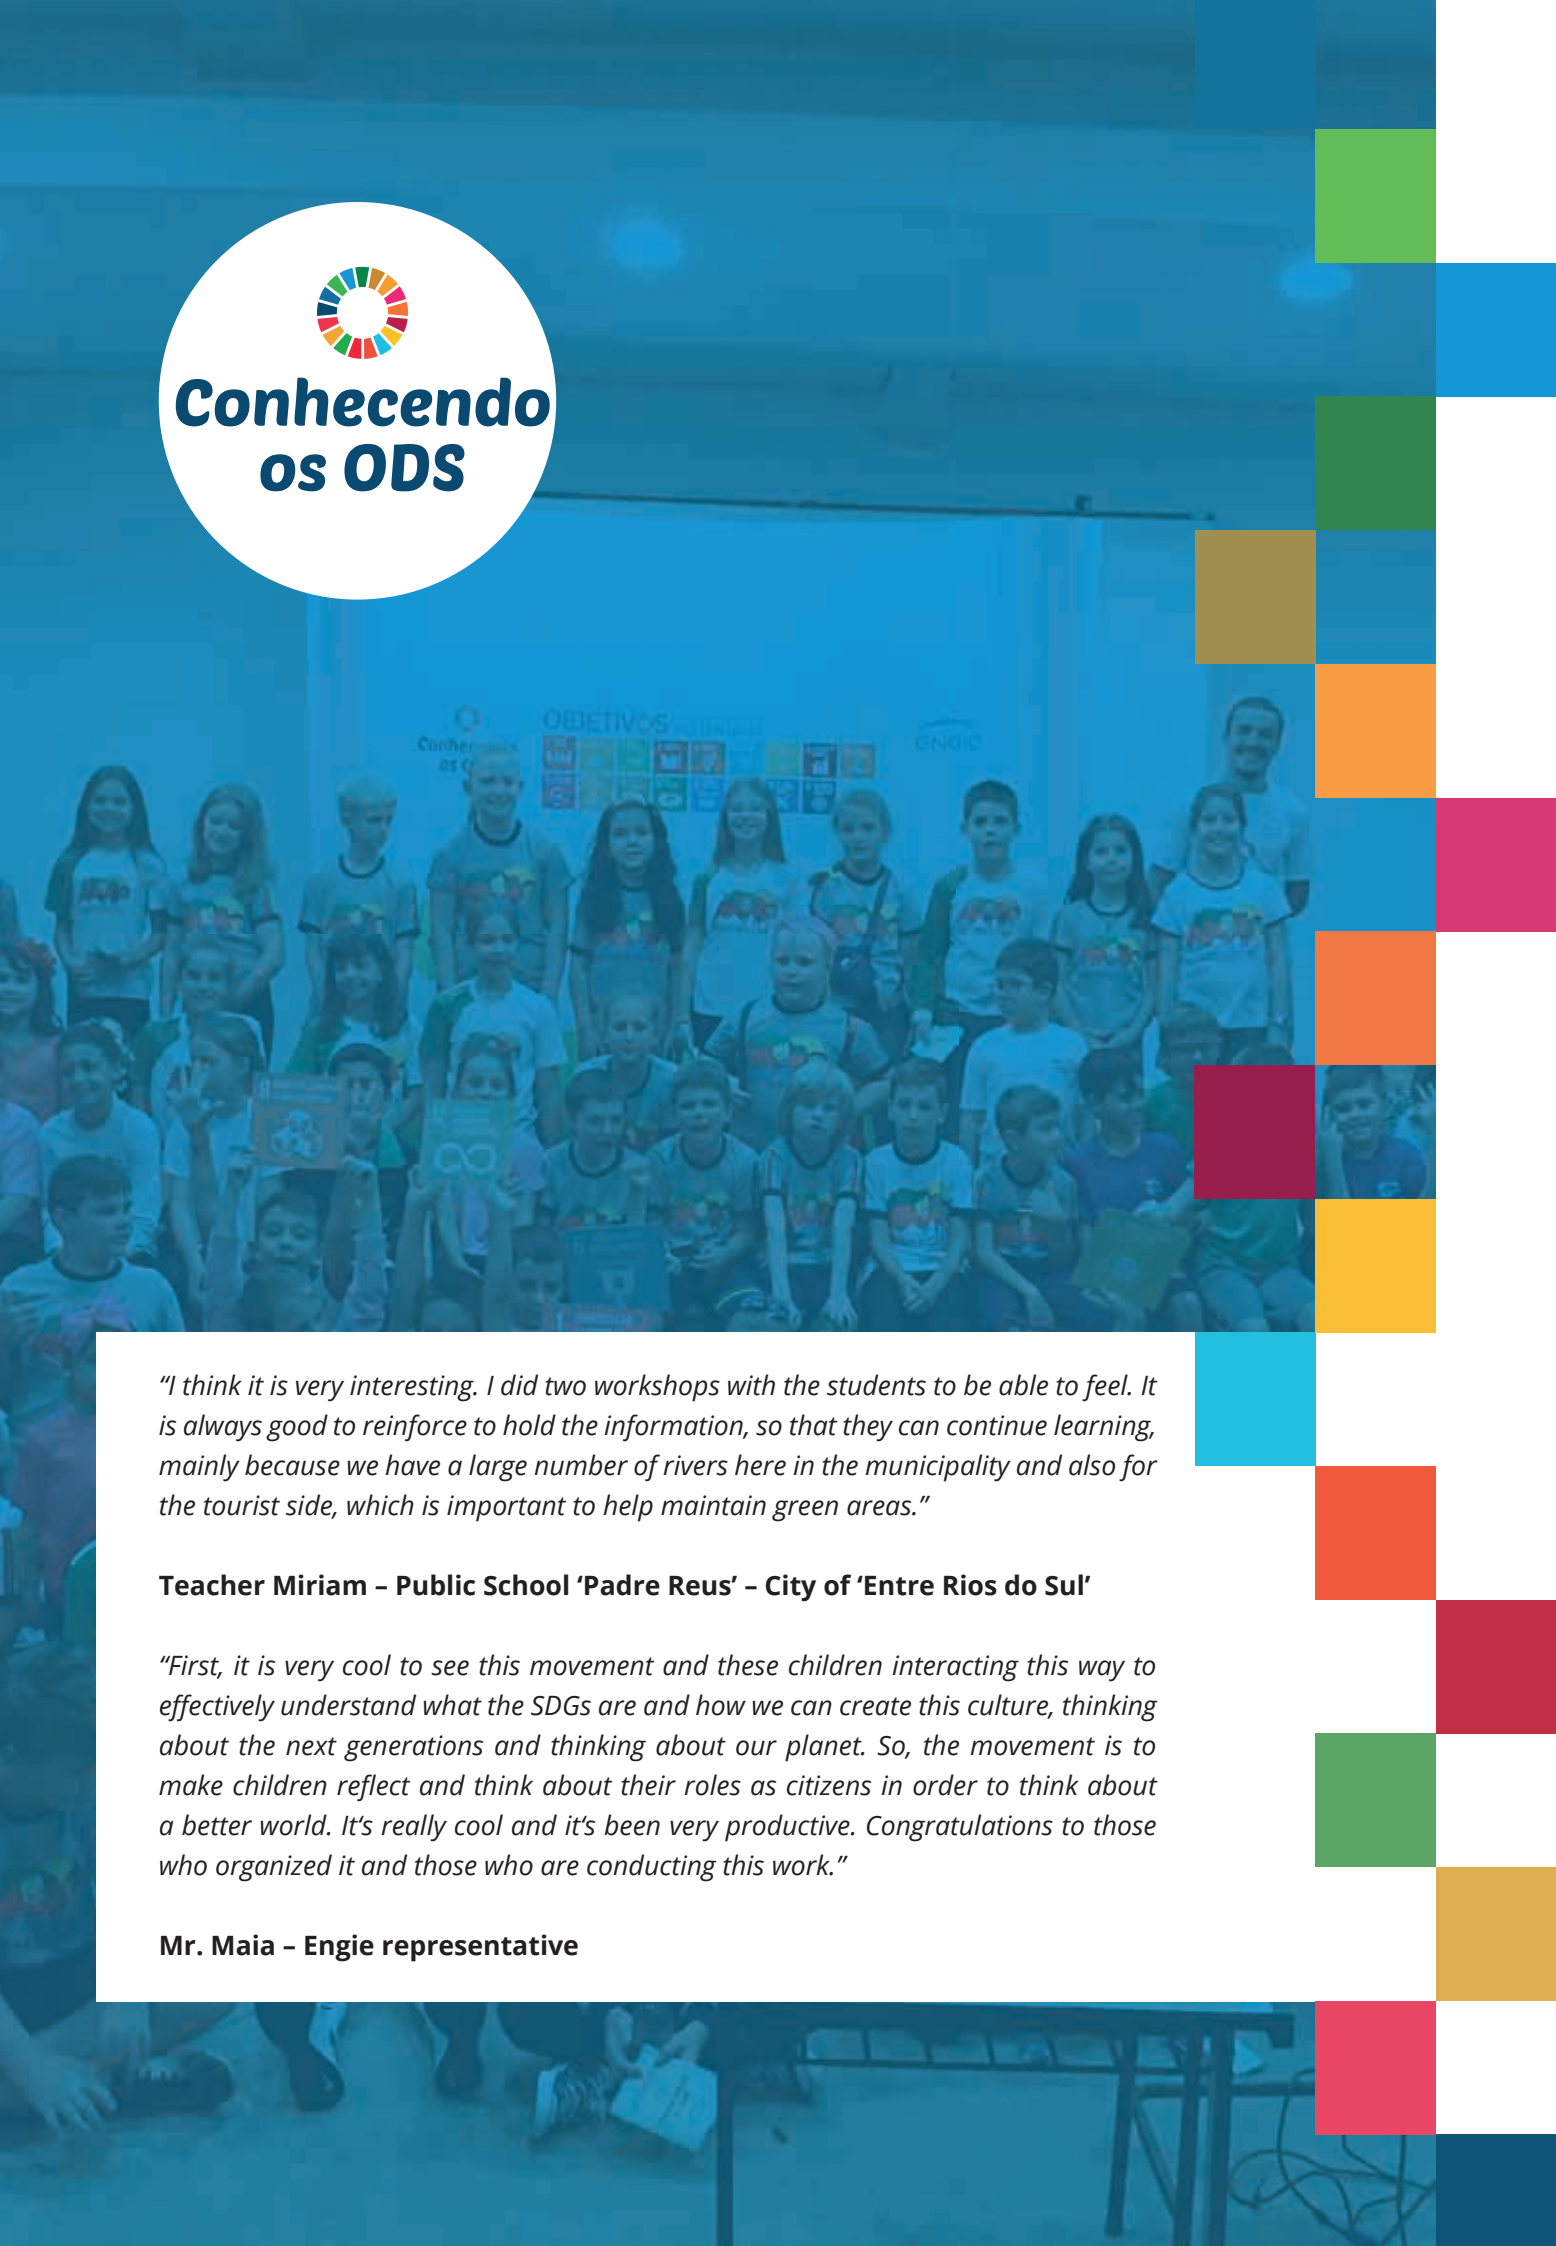 Conhecendo
os ODS
OBJETIVOS
ENGIE
“I think it is very interesting. I did two workshops with the students to be able to feel. It
is always good to reinforce to hold the information, so that they can continue learning,
mainly because we have a large number of rivers here in the municipality and also for
the tourist side, which is important to help maintain green areas.”
Teacher Miriam – Public School ‘Padre Reus’ – City of ‘Entre Rios do Sul’
“First, it is very cool to see this movement and these children interacting this way to
effectively understand what the SDGs are and how we can create this culture, thinking
about the next generations and thinking about our planet. So, the movement is to
make children reflect and think about their roles as citizens in order to think about
a better world. It‘s really cool and it‘s been very productive. Congratulations to those
who organized it and those who are conducting this work.”
Mr. Maia – Engie representative